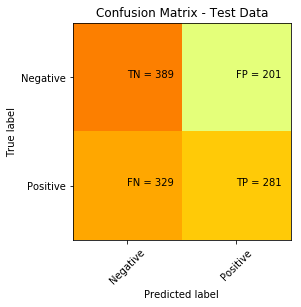 Confusion Matrix - Test Data
True label
Negative
TN = 389
FP = 201
Positive
FN = 329
TP = 281
Negative
Positive
Predicted label